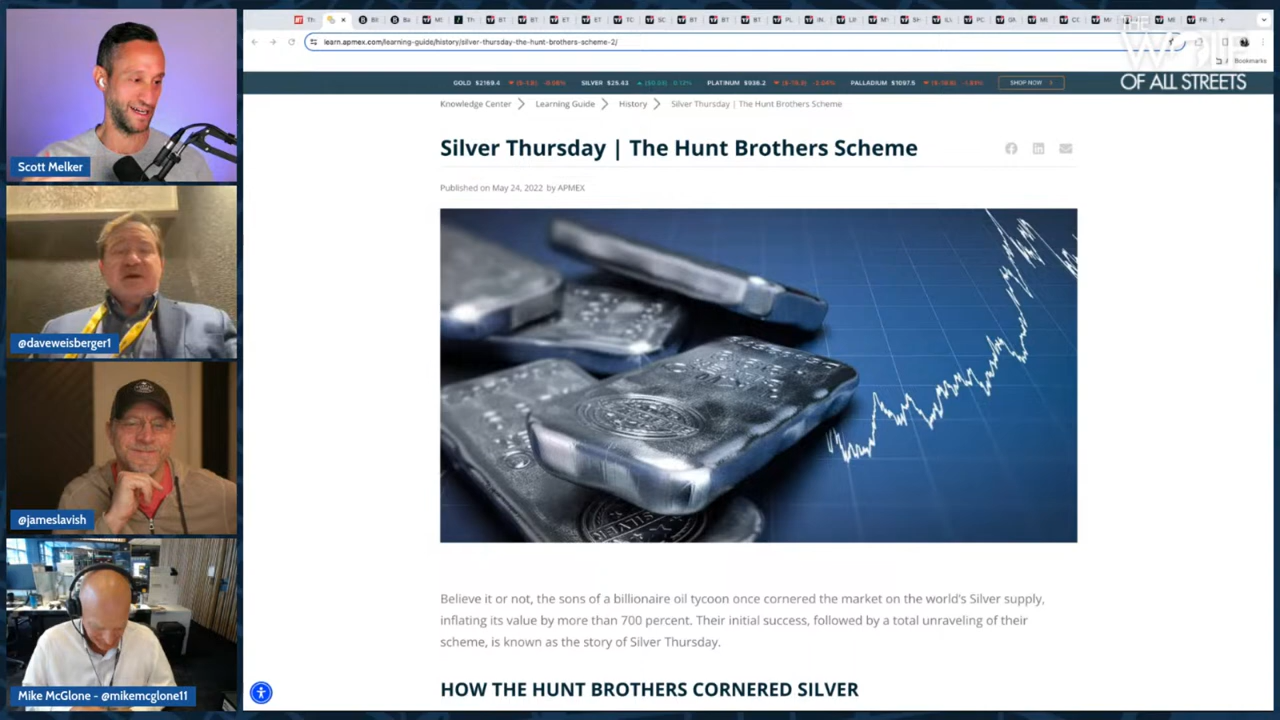 learn.apmex.com/learning-guide/history/silver-thursday-the-hunt-brothers-scheme-2/
Bookmarks
THE
WOLF
OF ALL STREETS
GOLD $2169.4
SILVER $25.43
PLATINUM $936.2
PALLADIUM $1097.5
SHOP NOW
Knowledge Center
Learning Guide
History
Silver Thursday | The Hunt Brothers Scheme
Silver Thursday | The Hunt Brothers Scheme
Published on May 24, 2022 by APMEX
SILVER
Believe it or not, the sons of a billionaire oil tycoon once cornered the market on the world's Silver supply,
inflating its value by more than 700 percent. Their initial success, followed by a total unraveling of their
scheme, is known as the story of Silver Thursday.
HOW THE HUNT BROTHERS CORNERED SILVER
Scott Melker
@daveweisberger1
@jameslavish
Mike McGlone - @mikemcglone11